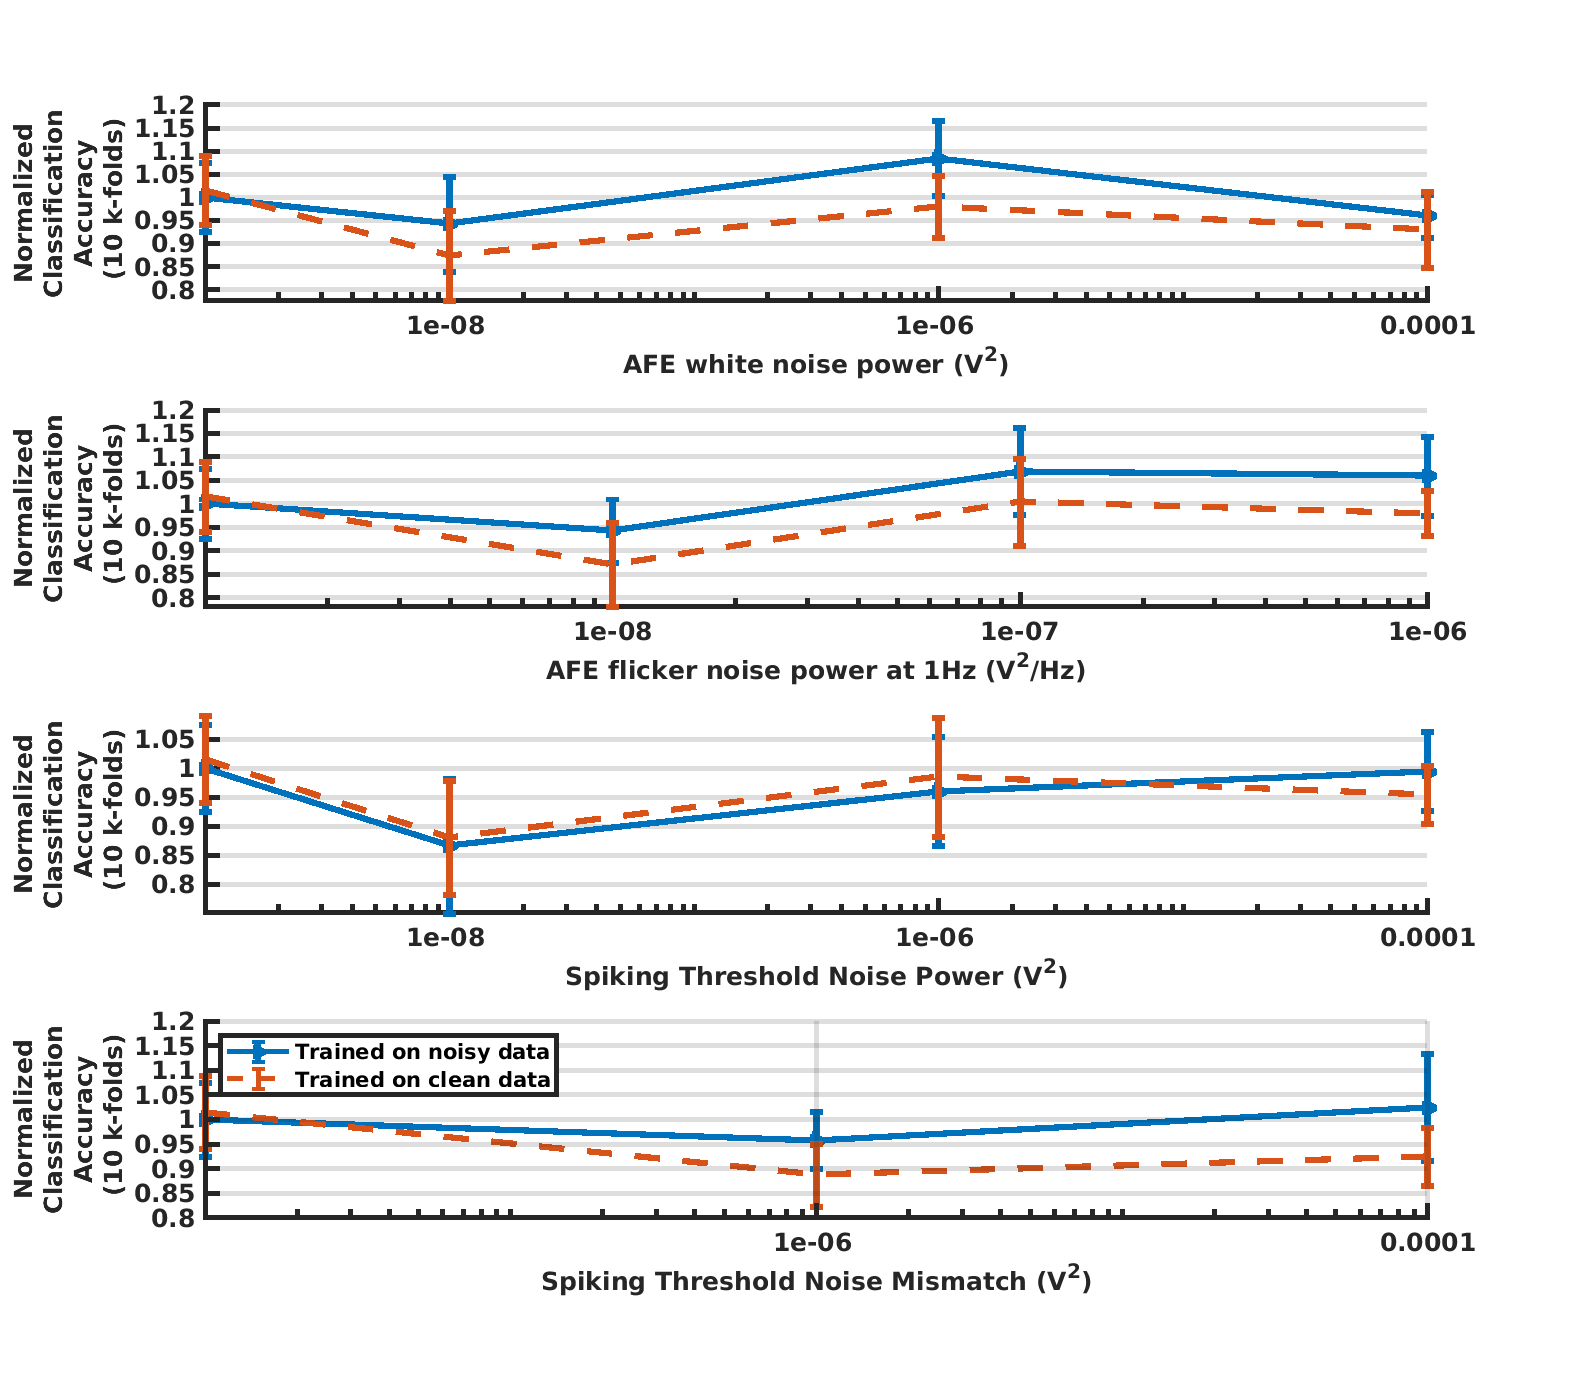 Normalized
Classification
Accuracy
(10 k-folds)
1.2
1.15
1.1
1.05
1
0.95
0.9
0.85
0.8
1e-08
1e-06
0.0001
AFE white noise power (V²)
Normalized
Classification
Accuracy
(10 k-folds)
1.2
1.15
1.1
1.05
1
0.95
0.9
0.85
0.8
1e-08
1e-07
1e-06
AFE flicker noise power at 1Hz (V²/Hz)
Normalized
Classification
Accuracy
(10 k-folds)
1.05
1
0.95
0.9
0.85
0.8
1e-08
1e-06
0.0001
Spiking Threshold Noise Power (V²)
Normalized
Classification
Accuracy
(10 k-folds)
1.2
1.15
1.1
1.05
1
0.95
0.9
0.85
0.8
Trained on noisy data
Trained on clean data
1e-06
0.0001
Spiking Threshold Noise Mismatch (V²)